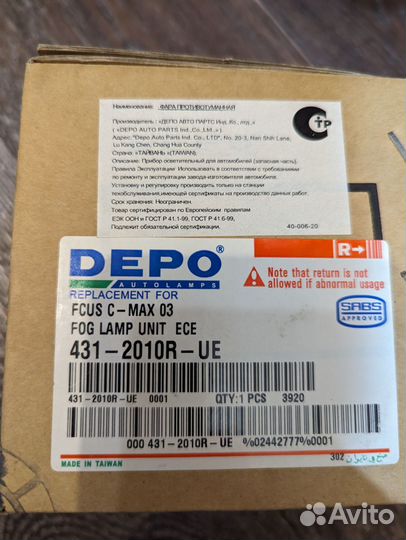 Наименование: ФАРА ПРОТИВОТУМАННАЯ
Производитель: «ДЕПО АВТО ПАРТС Инд.,Ко., лтд.,»
( «DEPO AUTO PARTS Ind.,Co.,Ltd.» )
Адрес: "Depo Auto Parts Ind. Co., LTD", No. 20-3, Nan Shih Lane,
Lu Kang Chen, Chang Hua County
Страна: «ТАЙВАНЬ »(TAIWAN)
Описание: Прибор осветительный для автомобилей (запасная часть).
Правила Эксплуатации: Использовать в соответствии с требованиями
по ремонту и эксплуатации завода-изготовителя автомобиля.
Установку и регулировку производить только на станции
техобслуживания,имеющей сертификат на производство данных работ.
Срок хранения: Неограничен.
Товар сертифицирован по Европейским правилам
ЕЭК ООН и ГОСТ Р 41.1-99, ГОСТ Р 41.6-99,
Подлежит обязательной сертификации. 40-006-20
СТР
DEPO®
AUTOLAMPS
R→
Note that return is not
allowed if abnormal usage
REPLACEMENT FOR
FCUS C-MAX 03
FOG LAMP UNIT ECE
431-2010R-UE
SABS
APPROVED
431-2010R-UE 0001 QTY:1 PCS 3920
000 431-2010R-UE %02442777%0001
MADE IN TAIWAN
302
Avito